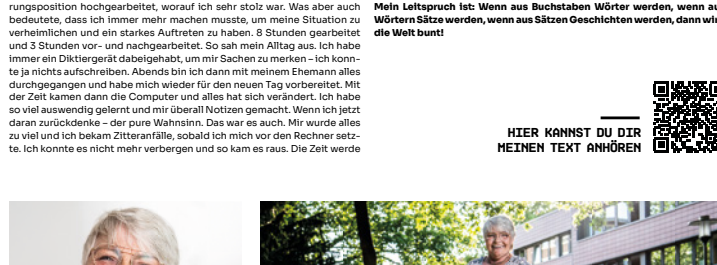 rungsposition hochgearbeitet, worauf ich sehr stolz war. Was aber auch
bedeutete, dass ich immer mehr machen musste, um meine Situation zu
verheimlichen und ein starkes Auftreten zu haben. 8 Stunden gearbeitet
und 3 Stunden vor- und nachgearbeitet. So sah mein Alltag aus. Ich habe
immer ein Diktiergerät dabeigehabt, um mir Sachen zu merken – ich konn-
te ja nichts aufschreiben. Abends bin ich dann mit meinem Ehemann alles
durchgegangen und habe mich wieder für den neuen Tag vorbereitet. Mit
der Zeit kamen dann die Computer und alles hat sich verändert. Ich habe
so viel auswendig gelernt und mir überall Notizen gemacht. Wenn ich jetzt
daran zurückdenke – der pure Wahnsinn. Das war es auch. Mir wurde alles
zu viel und ich bekam Zitteranfälle, sobald ich mich vor den Rechner setz-
te. Ich konnte es nicht mehr verbergen und so kam es raus. Die Zeit werde
Mein Leitspruch ist: Wenn aus Buchstaben Wörter werden, wenn au
Wörtern Sätze werden, wenn aus Sätzen Geschichten werden, dann wir
die Welt bunt!
HIER KANNST DU DIR
MEINEN TEXT ANHÖREN